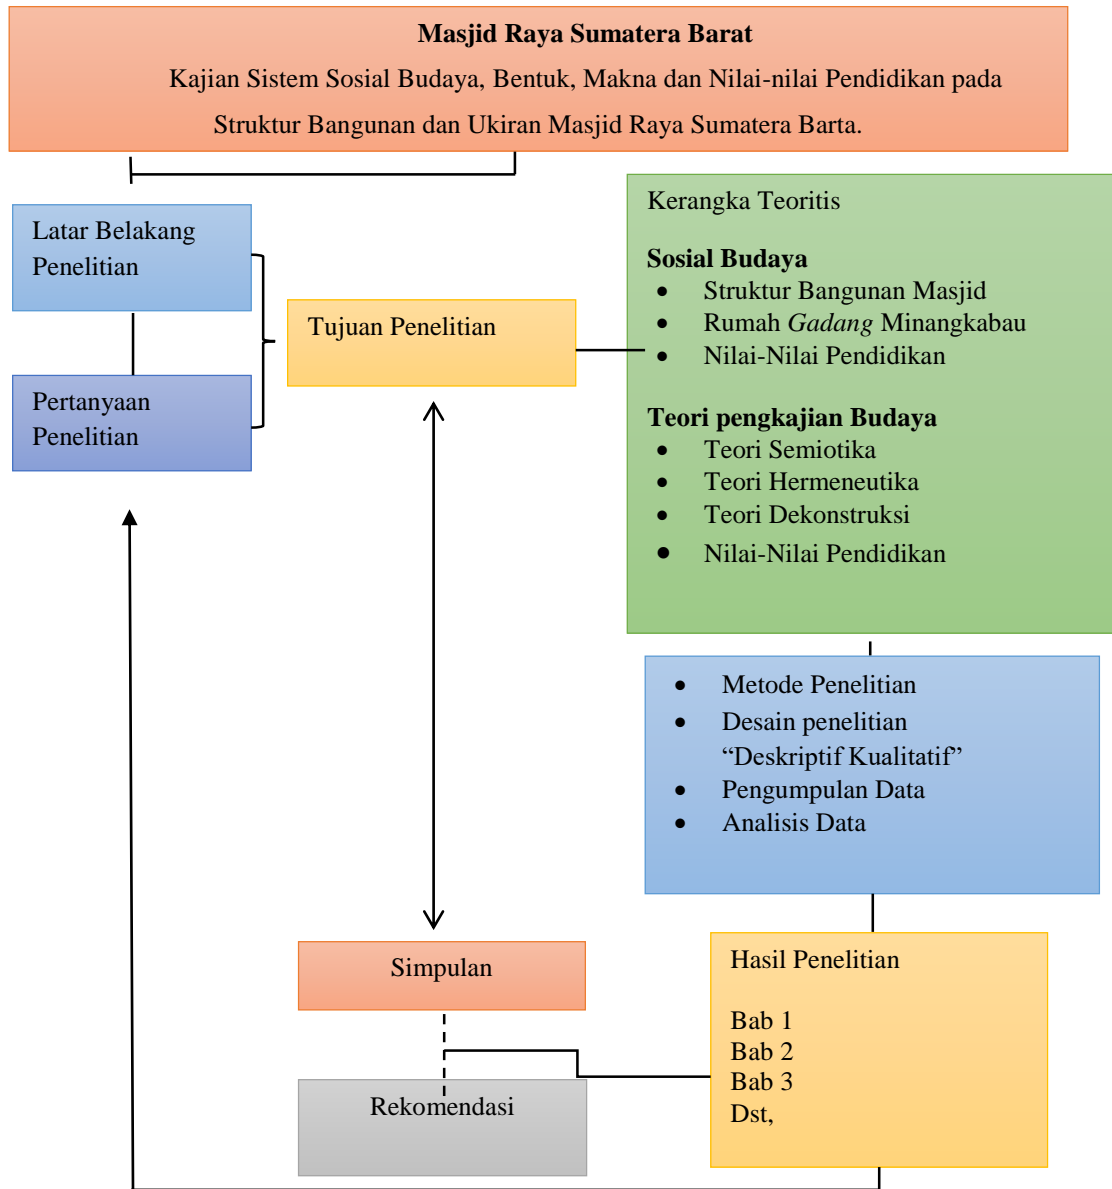 Masjid Raya Sumatera Barat
Kajian Sistem Sosial Budaya, Bentuk, Makna dan Nilai-nilai Pendidikan pada
Struktur Bangunan dan Ukiran Masjid Raya Sumatera Barta.
Latar Belakang
Penelitian
Pertanyaan
Penelitian
Tujuan Penelitian
Kerangka Teoritis
Sosial Budaya
• Struktur Bangunan Masjid
• Rumah Gadang Minangkabau
• Nilai-Nilai Pendidikan
Teori pengkajian Budaya
• Teori Semiotika
• Teori Hermeneutika
• Teori Dekonstruksi
• Nilai-Nilai Pendidikan
• Metode Penelitian
• Desain penelitian
“Deskriptif Kualitatif”
• Pengumpulan Data
• Analisis Data
Hasil Penelitian
Bab 1
Bab 2
Bab 3
Dst,
Simpulan
Rekomendasi